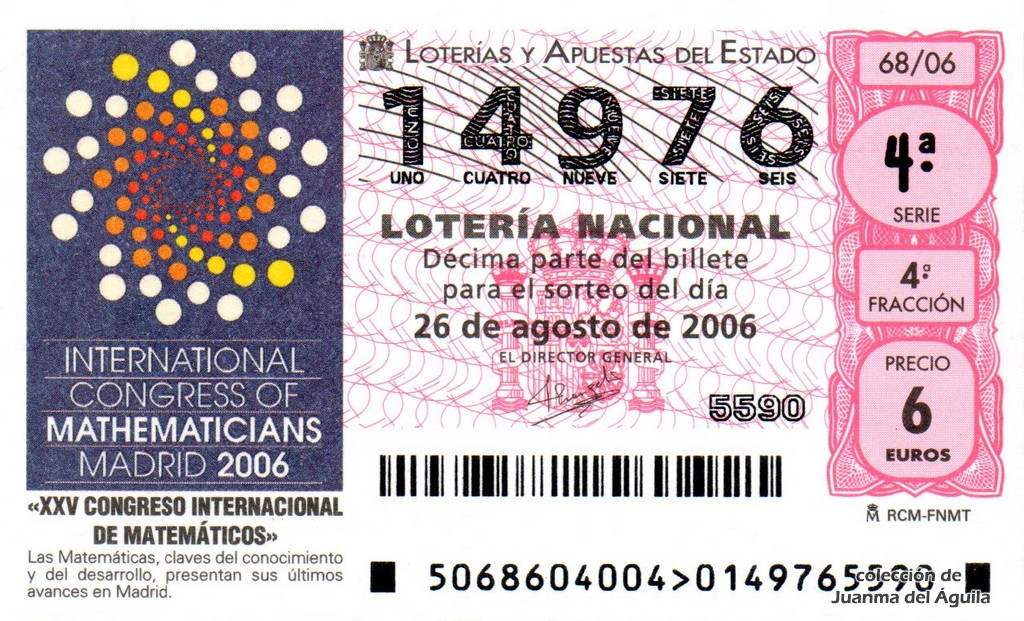 LOTERÍAS Y APUESTAS DEL ESTADO
14976
UNO CUATRO NUEVE SIETE SEIS
LOTERÍA NACIONAL
Décima parte del billete
para el sorteo del día
26 de agosto de 2006
EL DIRECTOR GENERAL
5590
68/06
4ª
SERIE
4ª
FRACCIÓN
PRECIO
6
EUROS
RCM-FNMT
INTERNATIONAL
CONGRESS OF
MATHEMATICIANS
MADRID 2006
«XXV CONGRESO INTERNACIONAL
DE MATEMÁTICOS»
Las Matemáticas, claves del conocimiento
y del desarrollo, presentan sus últimos
avances en Madrid.
5068604004>0149765590
colección de
Juanma del Águila